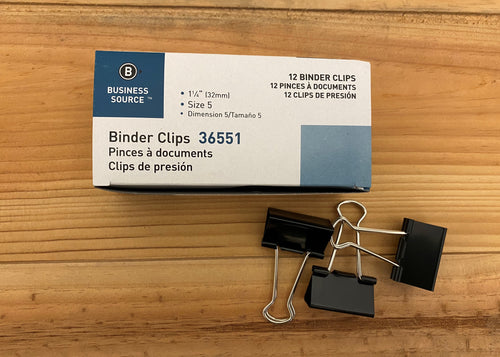 B
BUSINESS
SOURCE™
• 1¼" (32mm)
• Size 5
• Dimension 5/Tamaño 5
12 BINDER CLIPS
12 PINCES À DOCUMENTS
12 CLIPS DE PRESIÓN
Binder Clips 36551
Pinces à documents
Clips de presión